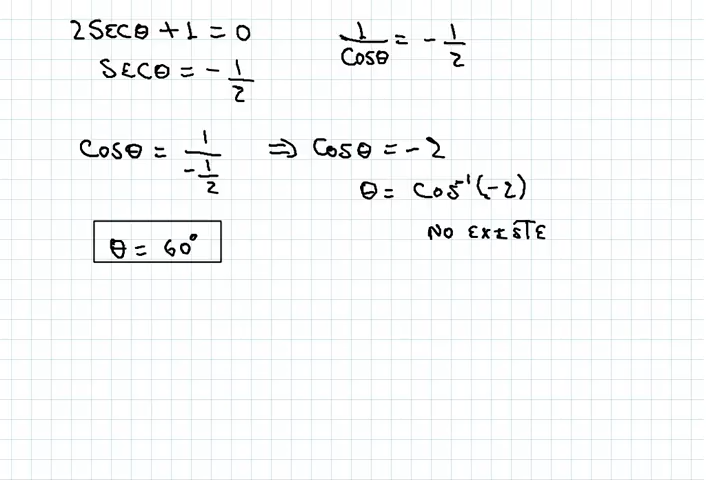 2SECθ + 1 = 0
SECθ = -1/2
1/Cosθ = -1/2
Cosθ = 1/(-1/2) ⇒ Cosθ = -2
θ = Cos⁻¹(-2)
NO EXISTE
θ = 60°